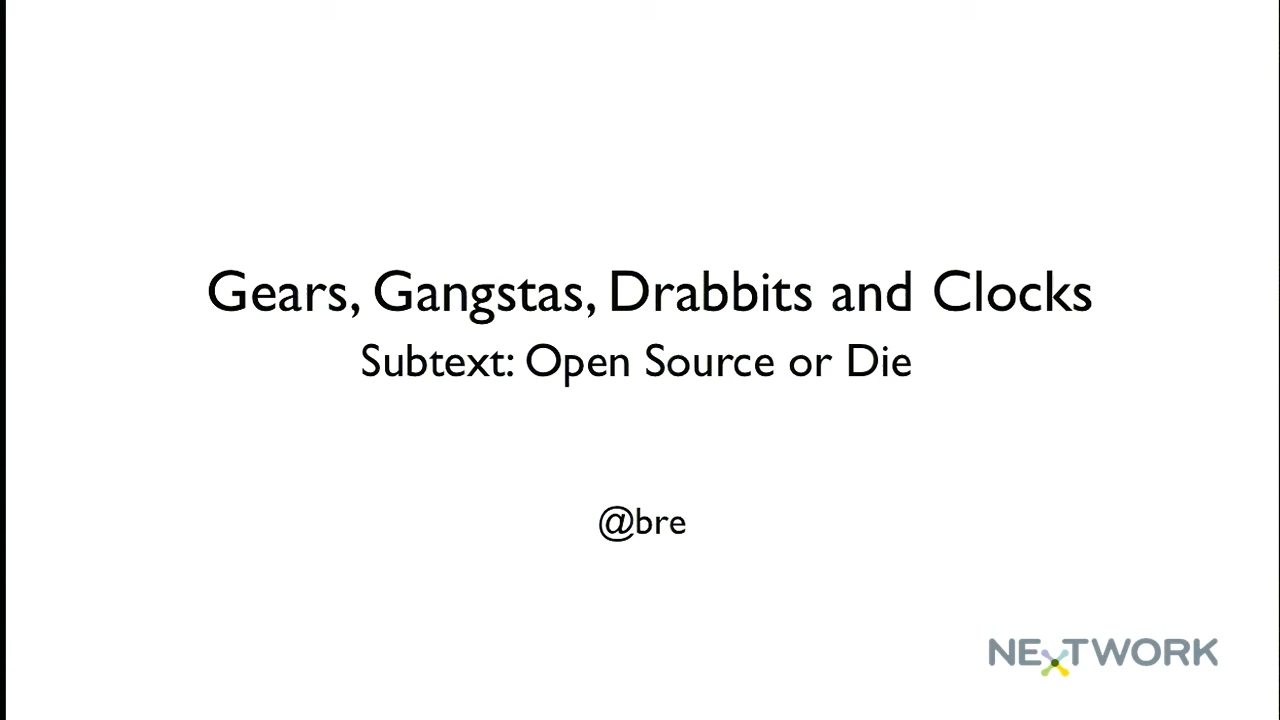 Gears, Gangstas, Drabbits and Clocks
Subtext: Open Source or Die
@bre
NEXTWORK